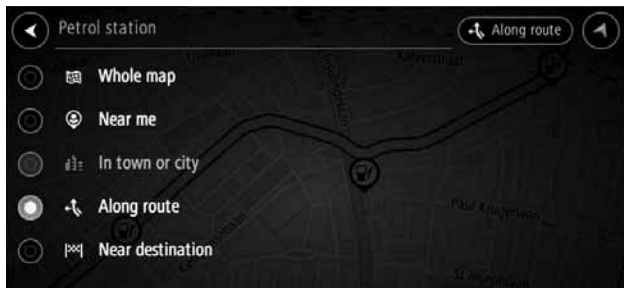 Petrol station
Along route
Whole map
Near me
In town or city
Along route
Near destination
Paul Krugerlaan